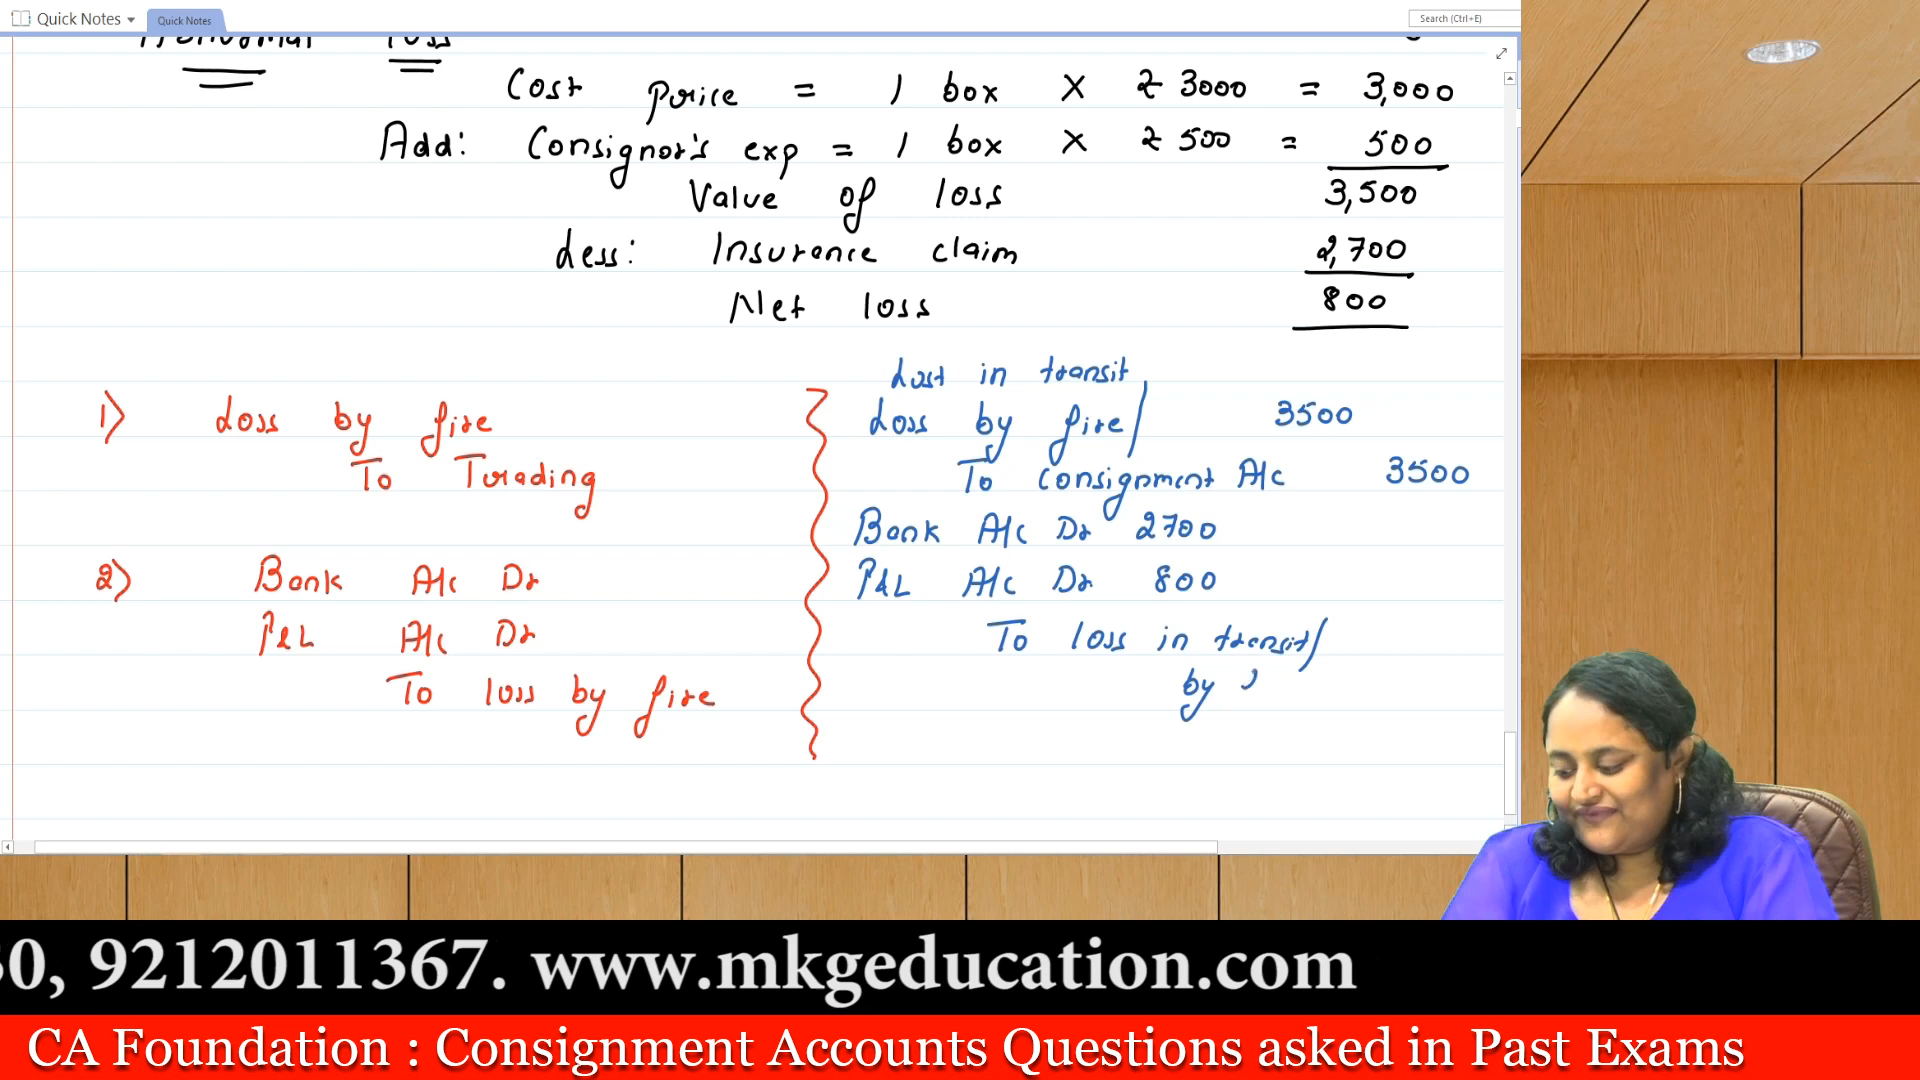 Quick Notes
Quick Notes
Search (Ctrl+E)
Abnormal loss
Cost price = 1 box X ₹ 3000 = 3,000
Add: Consignor's exp = 1 box X ₹ 500 = 500
Value of loss 3,500
Less: Insurance claim 2,700
Net loss 800
1) Loss by fire
To Trading
2) Bank A/c Dr
P&L A/c Dr
To loss by fire
Lost in transit
Loss by fire/ 3500
To consignment A/c 3500
Bank A/c Dr 2700
P&L A/c Dr 800
To loss in transit/
by
0, 9212011367. www.mkgeducation.com
CA Foundation : Consignment Accounts Questions asked in Past Exams